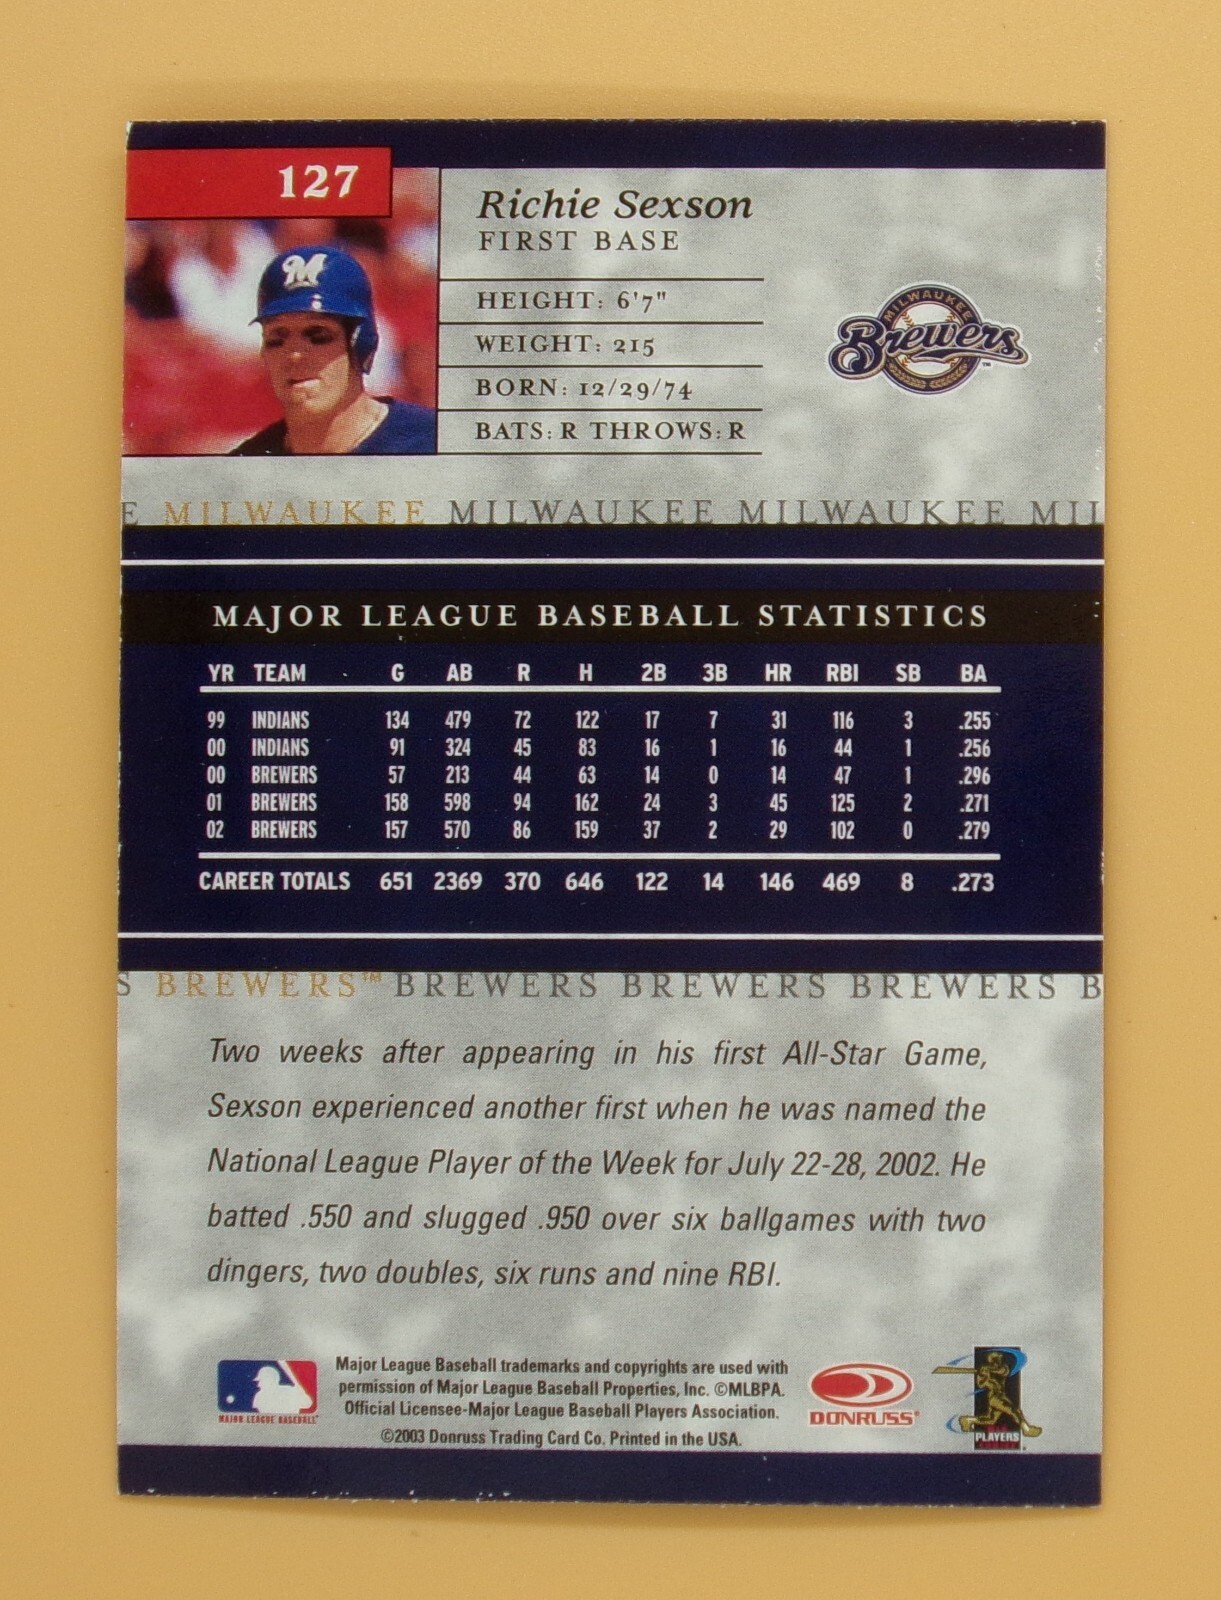 127
Richie Sexson
FIRST BASE
HEIGHT: 6'7"
WEIGHT: 215
BORN: 12/29/74
BATS: R THROWS: R
M
MILWAUKEE
Brewers™
E MILWAUKEE MILWAUKEE MILWAUKEE MIL
MAJOR LEAGUE BASEBALL STATISTICS
YR TEAM G AB R H 2B 3B HR RBI SB BA
99 INDIANS 134 479 72 122 17 7 31 116 3 .255
00 INDIANS 91 324 45 83 16 1 16 44 1 .256
00 BREWERS 57 213 44 63 14 0 14 47 1 .296
01 BREWERS 158 598 94 162 24 3 45 125 2 .271
02 BREWERS 157 570 86 159 37 2 29 102 0 .279
CAREER TOTALS 651 2369 370 646 122 14 146 469 8 .273
S BREWERS™ BREWERS BREWERS BREWERS B
Two weeks after appearing in his first All-Star Game,
Sexson experienced another first when he was named the
National League Player of the Week for July 22-28, 2002. He
batted .550 and slugged .950 over six ballgames with two
dingers, two doubles, six runs and nine RBI.
MAJOR LEAGUE BASEBALL
Major League Baseball trademarks and copyrights are used with
permission of Major League Baseball Properties, Inc. ©MLBPA.
Official Licensee-Major League Baseball Players Association.
©2003 Donruss Trading Card Co. Printed in the USA.
DONRUSS
PLAYERS